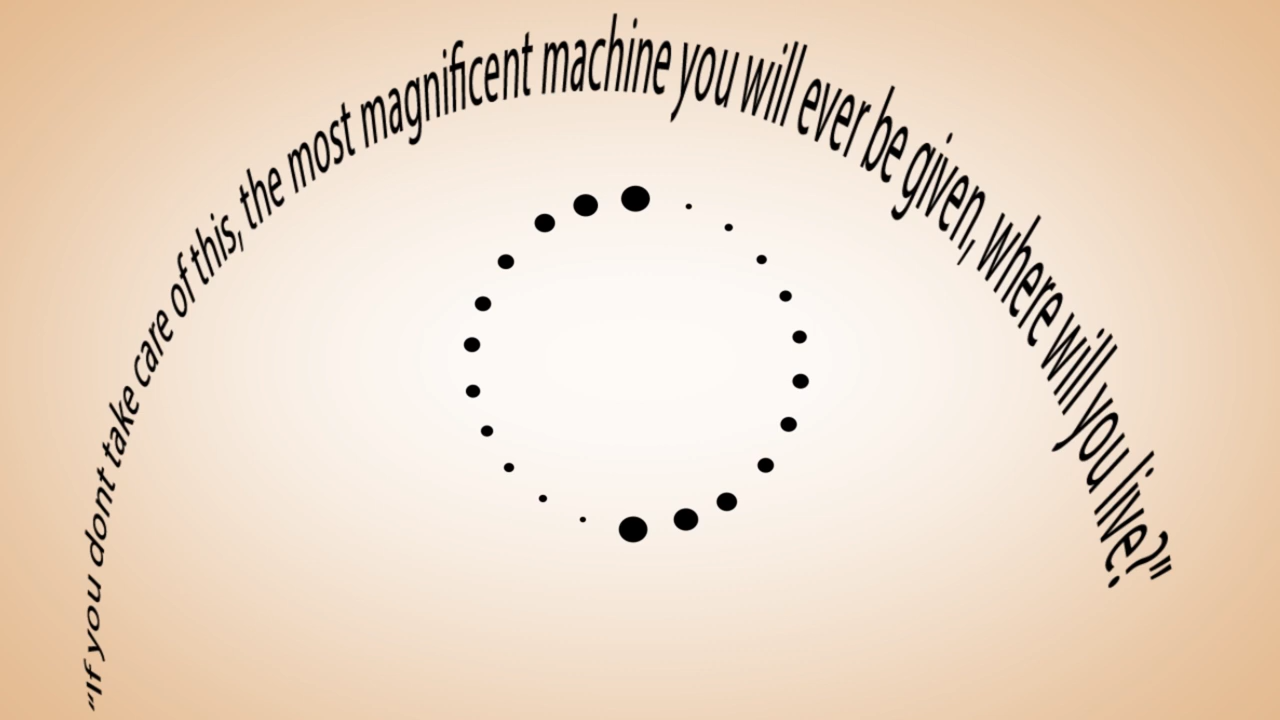 “If you dont take care of this, the most magnificent machine you will ever be given, where will you live?"